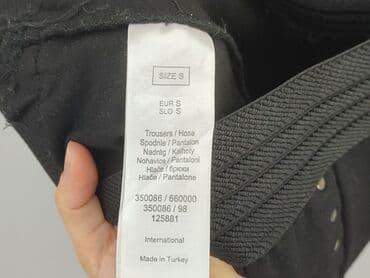 SIZE S
EUR S
SLO S
Trousers / Hose
Spodnie / Pantalon
Nadrág / Kalhoty
Nohavice / Pantaloni
Hlače / брюки
Hlače / Pantalone
350086 / 660000
350086 / 98
125881
International
Made in Turkey